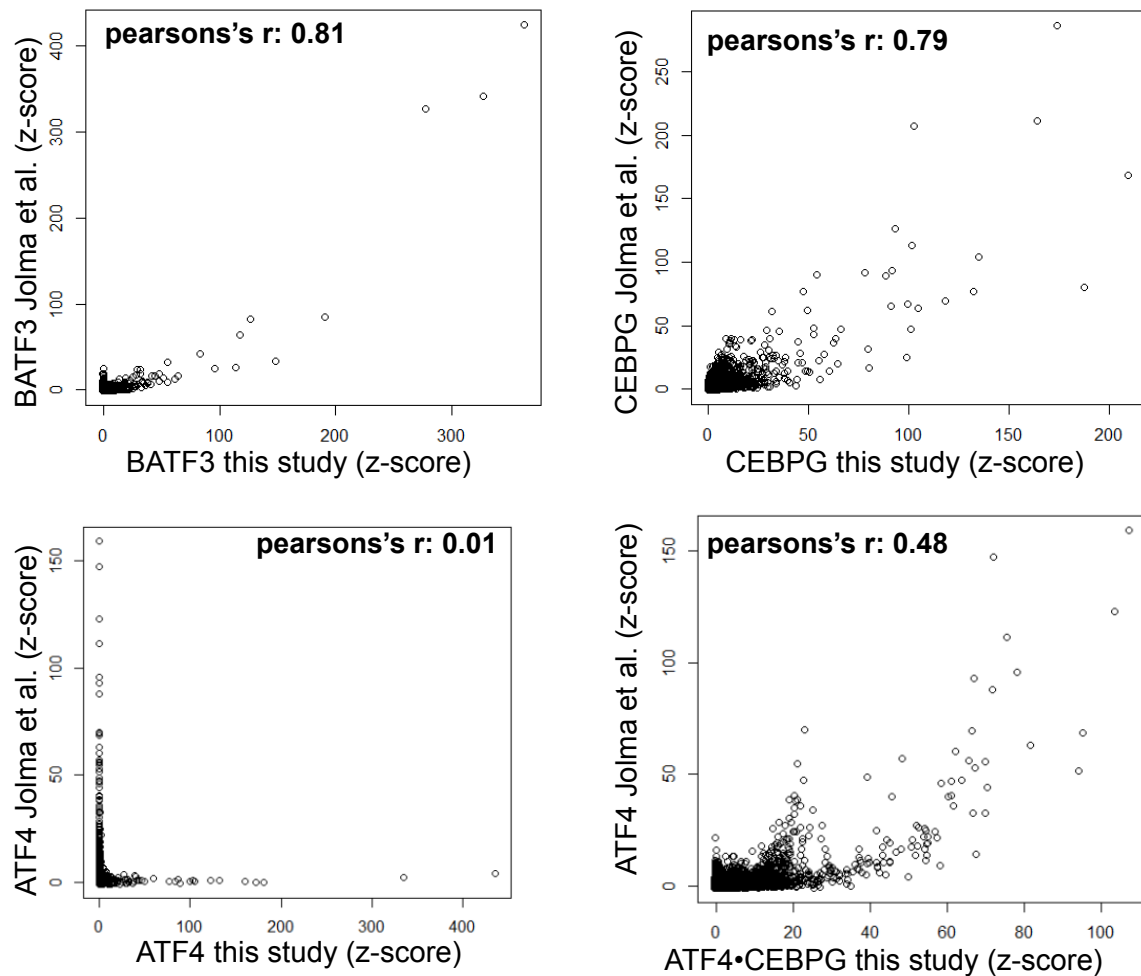 pearsons's r: 0.81
BATF3 Jolma et al. (z-score)
400
300
200
100
0
0 100 200 300
BATF3 this study (z-score)
pearson's r: 0.79
CEBPG Jolma et al. (z-score)
250
200
150
100
50
0
0 50 100 150 200
CEBPG this study (z-score)
pearsons's r: 0.01
ATF4 Jolma et al. (z-score)
150
100
50
0
0 100 200 300 400
ATF4 this study (z-score)
pearsons's r: 0.48
ATF4 Jolma et al. (z-score)
150
100
50
0
0 20 40 60 80 100
ATF4•CEBPG this study (z-score)